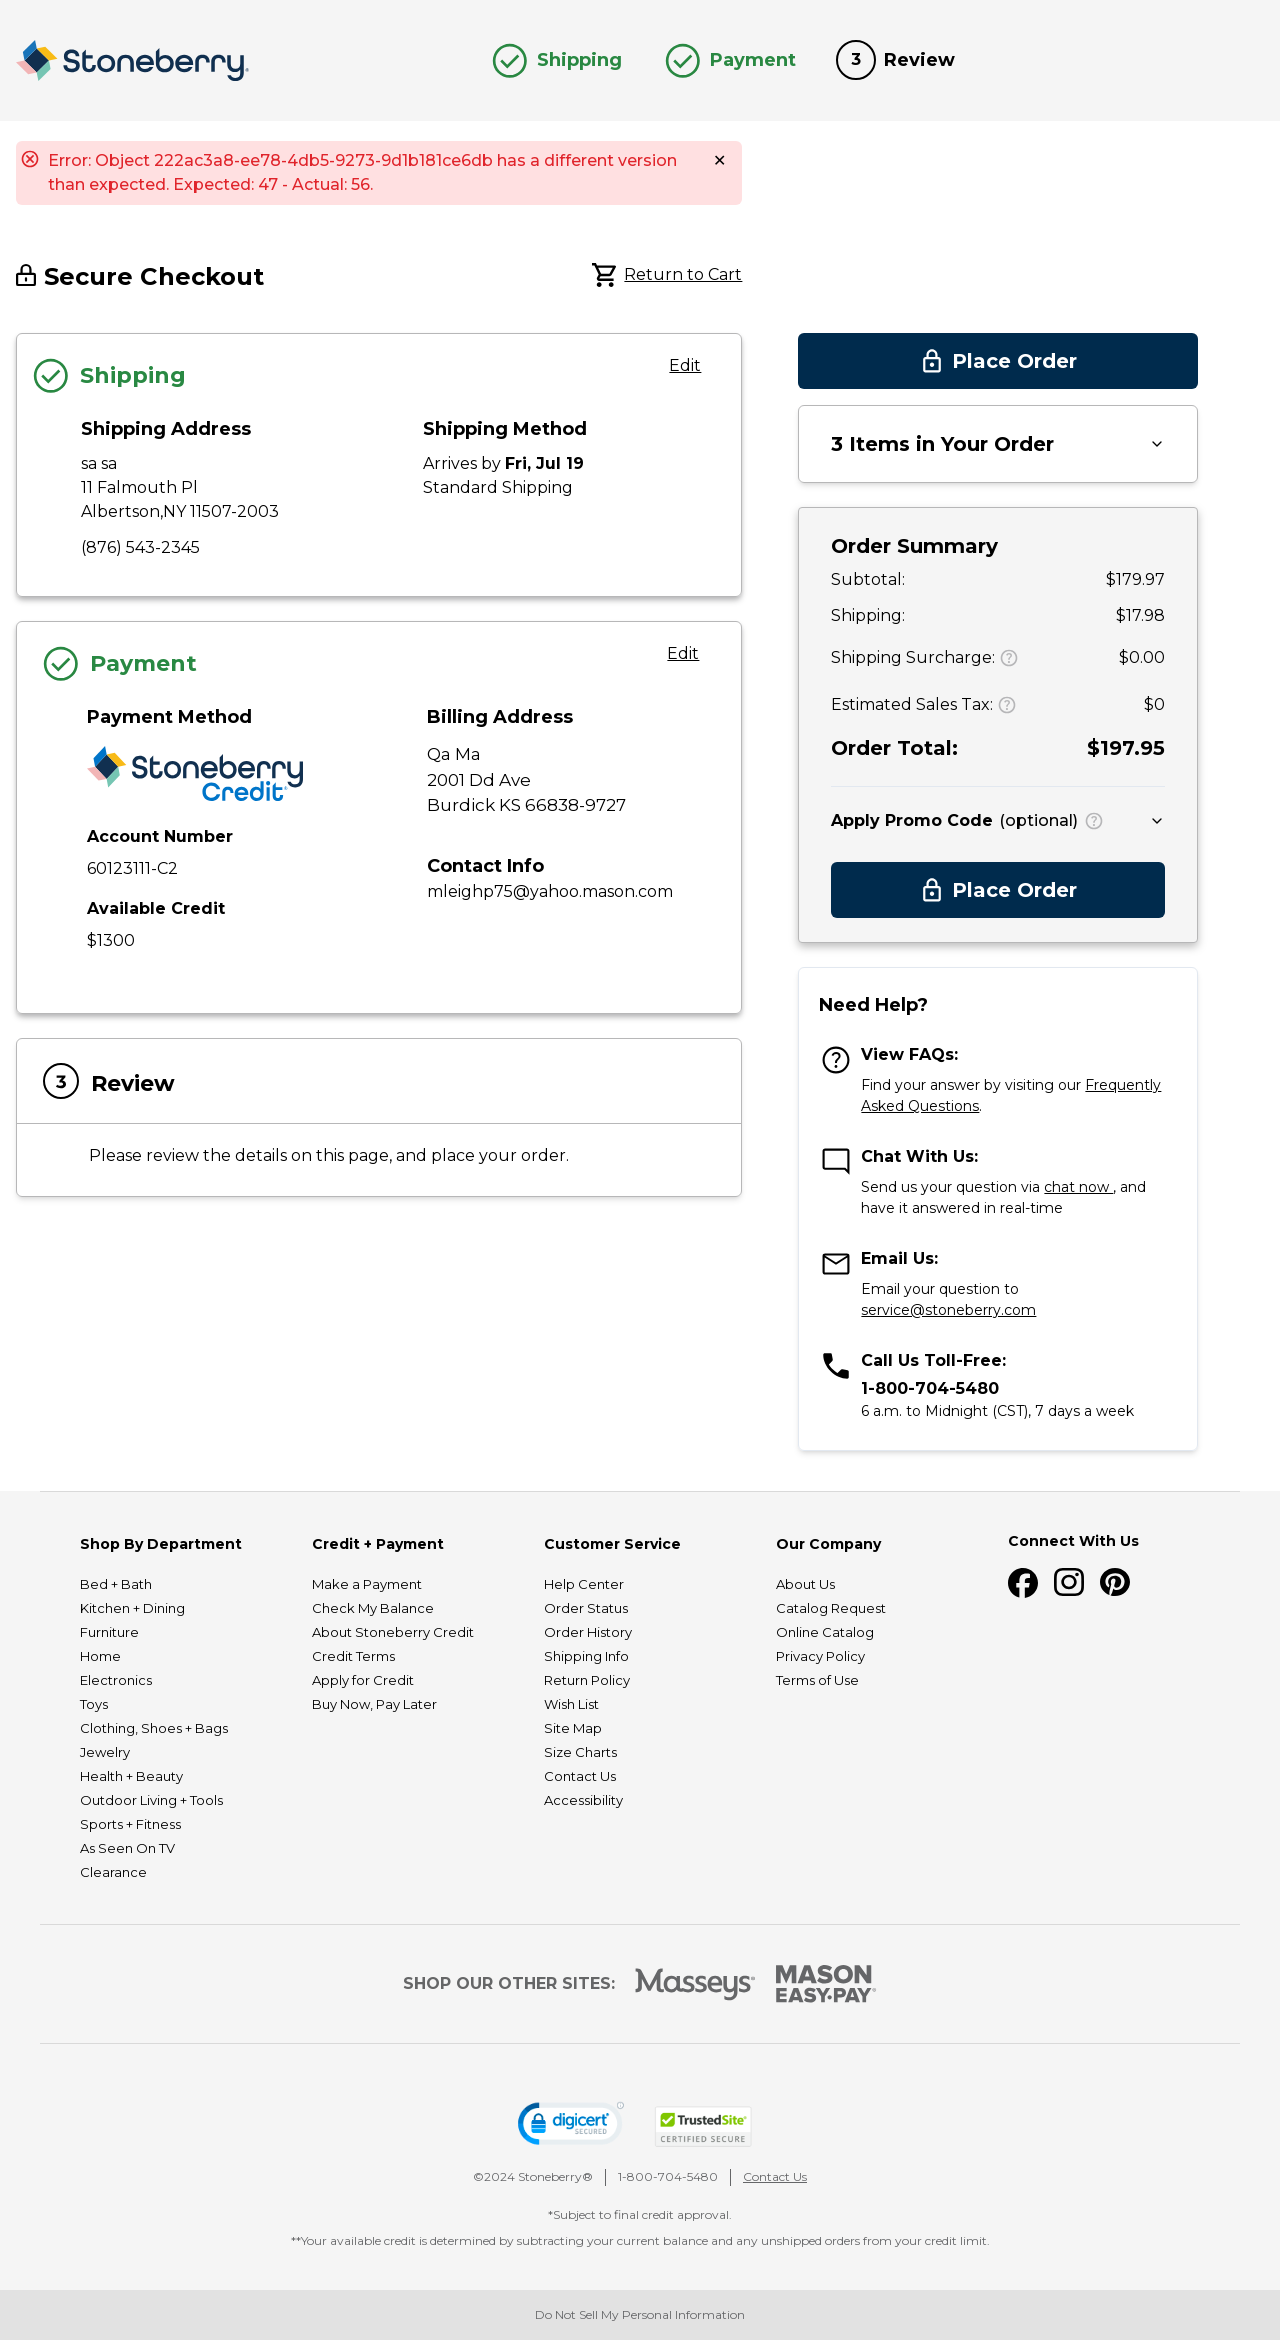 Stoneberry
Shipping
Payment
3 Review
Error: Object 222ac3a8-ee78-4db5-9273-9d1b181ce6db has a different version
than expected. Expected: 47 - Actual: 56.
Secure Checkout
Return to Cart
Shipping
Edit
Shipping Address
sa sa
11 Falmouth Pl
Albertson,NY 11507-2003
(876) 543-2345
Shipping Method
Arrives by Fri, Jul 19
Standard Shipping
Payment
Edit
Payment Method
Stoneberry
Credit
Account Number
60123111-C2
Available Credit
$1300
Billing Address
Qa Ma
2001 Dd Ave
Burdick KS 66838-9727
Contact Info
mleighp75@yahoo.mason.com
3 Review
Please review the details on this page, and place your order.
Place Order
3 Items in Your Order
Order Summary
Subtotal: $179.97
Shipping: $17.98
Shipping Surcharge: $0.00
Estimated Sales Tax: $0
Order Total: $197.95
Apply Promo Code (optional)
Place Order
Need Help?
View FAQs:
Find your answer by visiting our Frequently
Asked Questions.
Chat With Us:
Send us your question via chat now , and
have it answered in real-time
Email Us:
Email your question to
service@stoneberry.com
Call Us Toll-Free:
1-800-704-5480
6 a.m. to Midnight (CST), 7 days a week
Shop By Department
Bed + Bath
Kitchen + Dining
Furniture
Home
Electronics
Toys
Clothing, Shoes + Bags
Jewelry
Health + Beauty
Outdoor Living + Tools
Sports + Fitness
As Seen On TV
Clearance
Credit + Payment
Make a Payment
Check My Balance
About Stoneberry Credit
Credit Terms
Apply for Credit
Buy Now, Pay Later
Customer Service
Help Center
Order Status
Order History
Shipping Info
Return Policy
Wish List
Site Map
Size Charts
Contact Us
Accessibility
Our Company
About Us
Catalog Request
Online Catalog
Privacy Policy
Terms of Use
Connect With Us
SHOP OUR OTHER SITES:
Masseys
MASON
EASY•PAY
digicert
SECURED
TrustedSite
CERTIFIED SECURE
©2024 Stoneberry®
1-800-704-5480
Contact Us
*Subject to final credit approval.
**Your available credit is determined by subtracting your current balance and any unshipped orders from your credit limit.
Do Not Sell My Personal Information